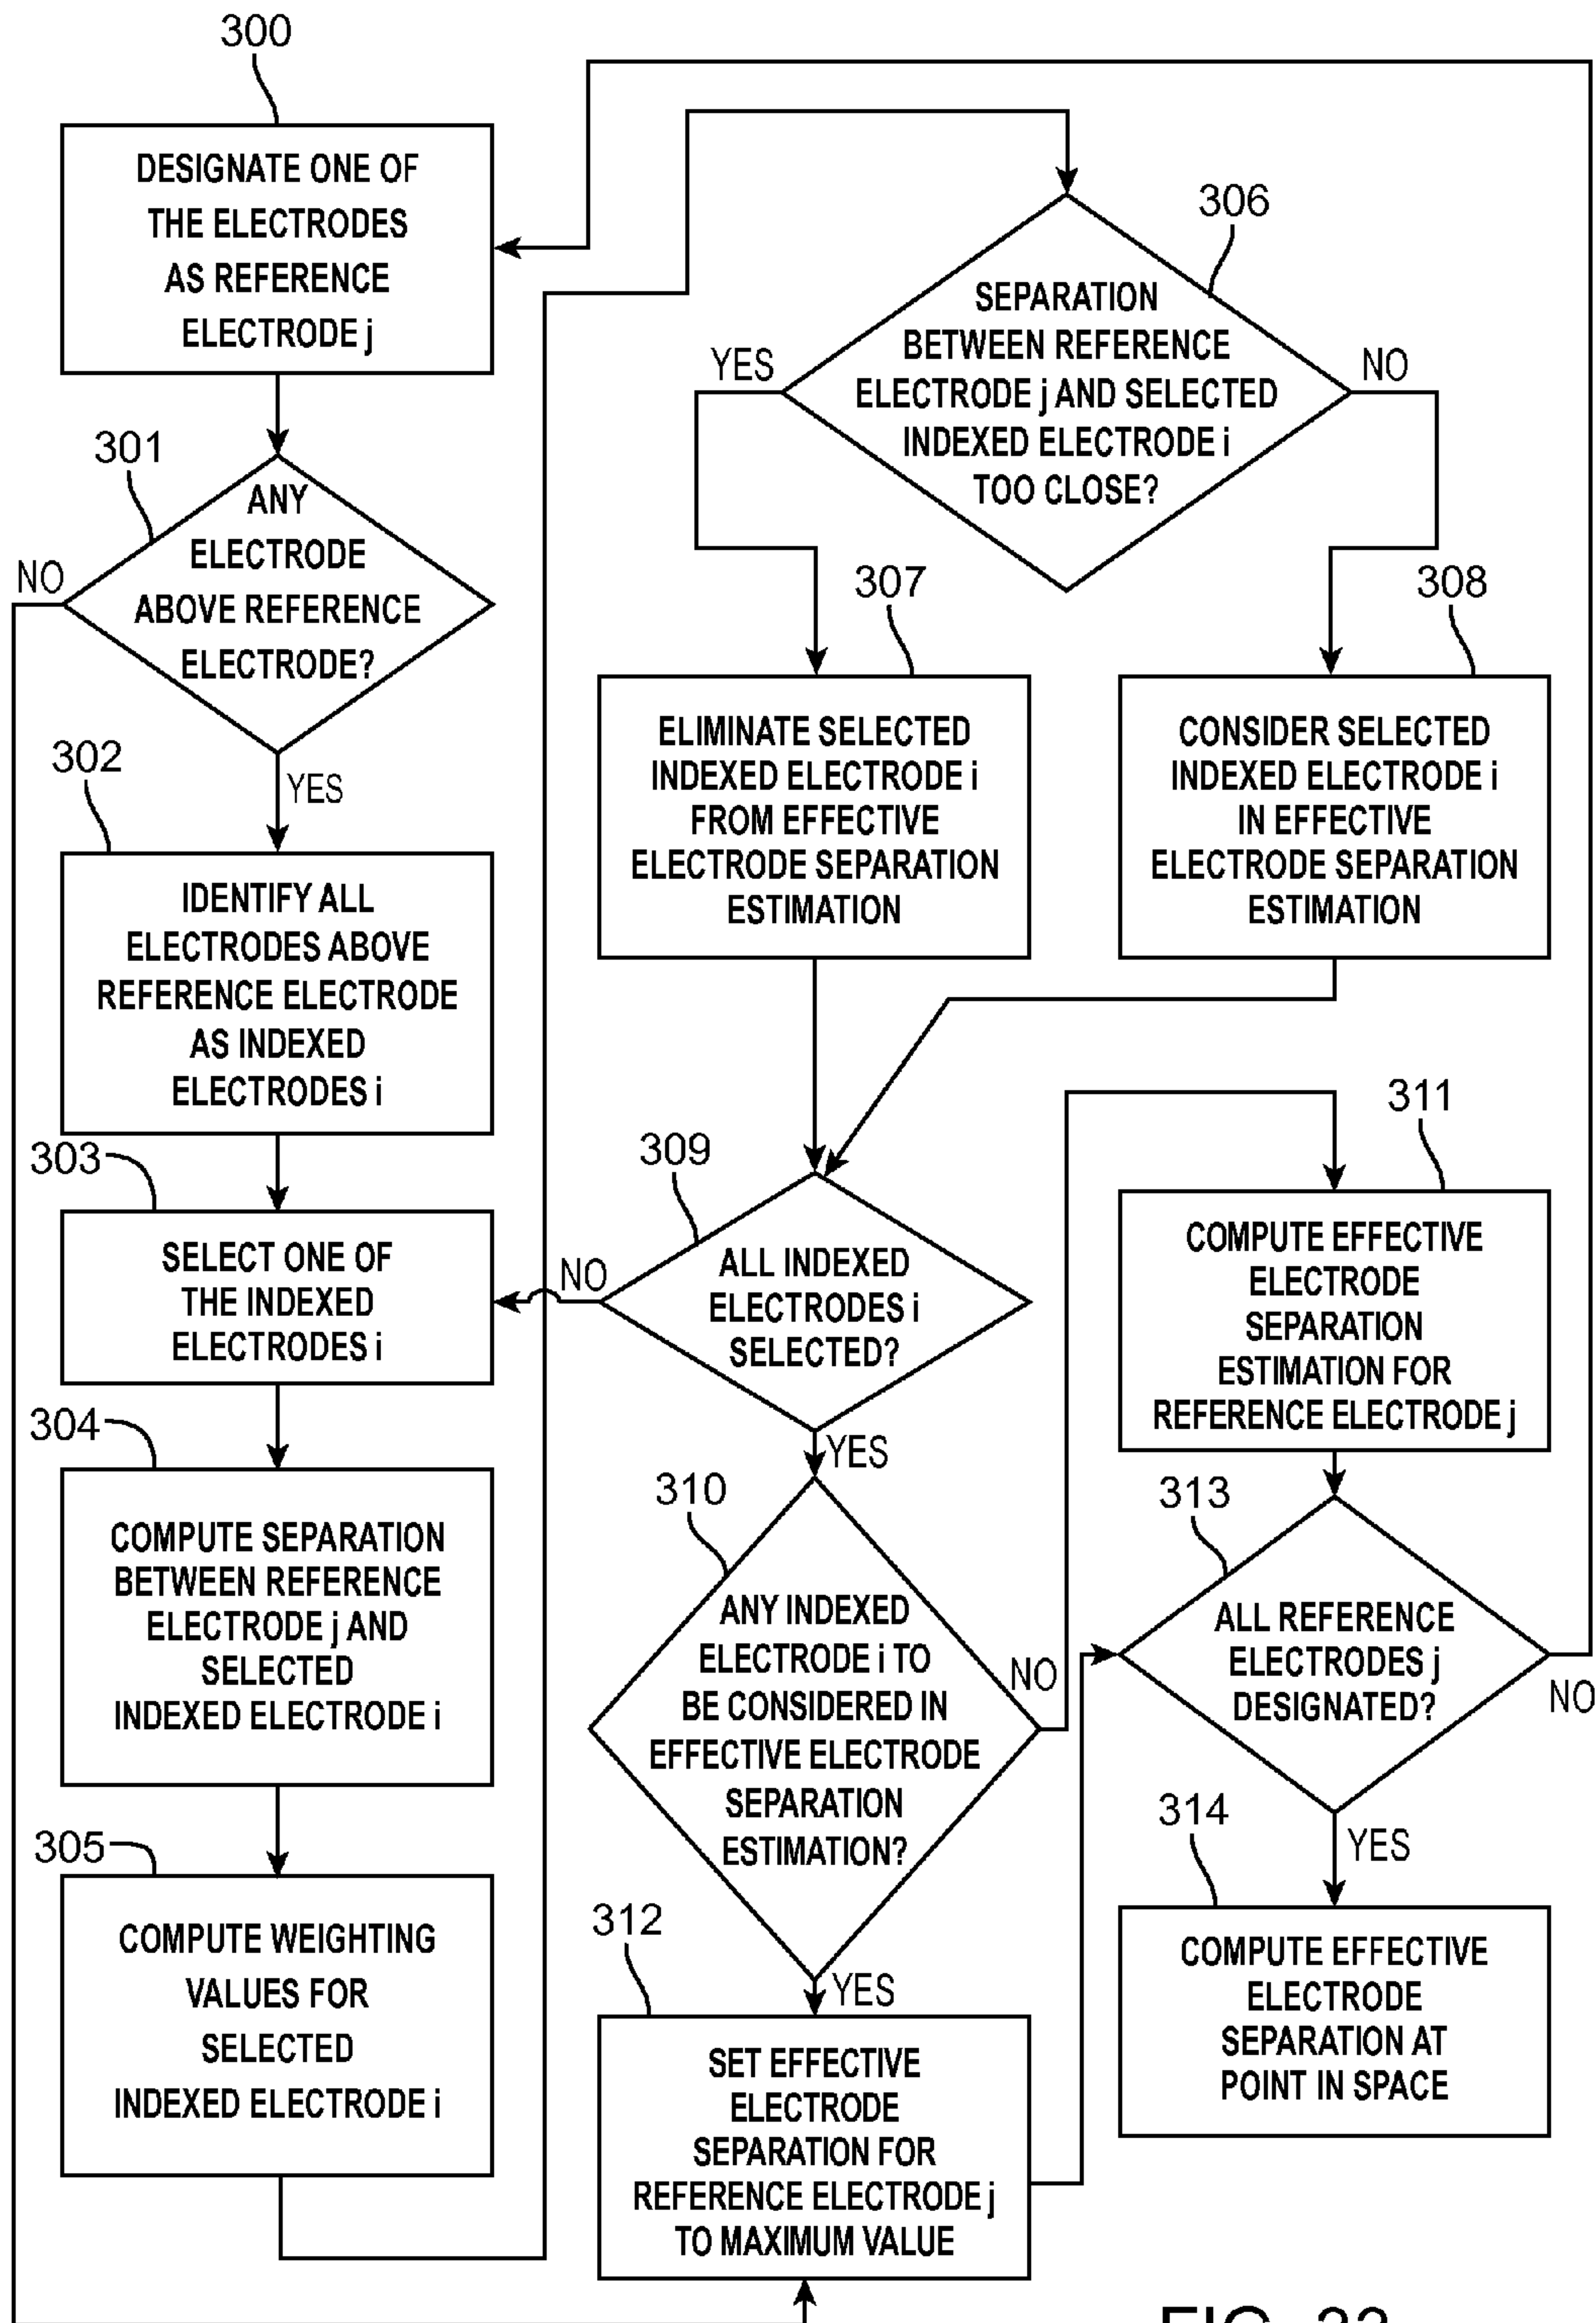 300
DESIGNATE ONE OF
THE ELECTRODES
AS REFERENCE
ELECTRODE j
301
ANY
ELECTRODE
ABOVE REFERENCE
ELECTRODE?
NO
YES
302
IDENTIFY ALL
ELECTRODES ABOVE
REFERENCE ELECTRODE
AS INDEXED
ELECTRODES i
303
SELECT ONE OF
THE INDEXED
ELECTRODES i
304
COMPUTE SEPARATION
BETWEEN REFERENCE
ELECTRODE j AND
SELECTED
INDEXED ELECTRODE i
305
COMPUTE WEIGHTING
VALUES FOR
SELECTED
INDEXED ELECTRODE i
306
SEPARATION
BETWEEN REFERENCE
ELECTRODE j AND SELECTED
INDEXED ELECTRODE i
TOO CLOSE?
YES
NO
307
ELIMINATE SELECTED
INDEXED ELECTRODE i
FROM EFFECTIVE
ELECTRODE SEPARATION
ESTIMATION
308
CONSIDER SELECTED
INDEXED ELECTRODE i
IN EFFECTIVE
ELECTRODE SEPARATION
ESTIMATION
309
ALL INDEXED
ELECTRODES i
SELECTED?
NO
YES
310
ANY INDEXED
ELECTRODE i TO
BE CONSIDERED IN
EFFECTIVE ELECTRODE
SEPARATION
ESTIMATION?
NO
YES
311
COMPUTE EFFECTIVE
ELECTRODE
SEPARATION
ESTIMATION FOR
REFERENCE ELECTRODE j
312
SET EFFECTIVE
ELECTRODE
SEPARATION FOR
REFERENCE ELECTRODE j
TO MAXIMUM VALUE
313
ALL REFERENCE
ELECTRODES j
DESIGNATED?
NO
YES
314
COMPUTE EFFECTIVE
ELECTRODE
SEPARATION AT
POINT IN SPACE
FIG.